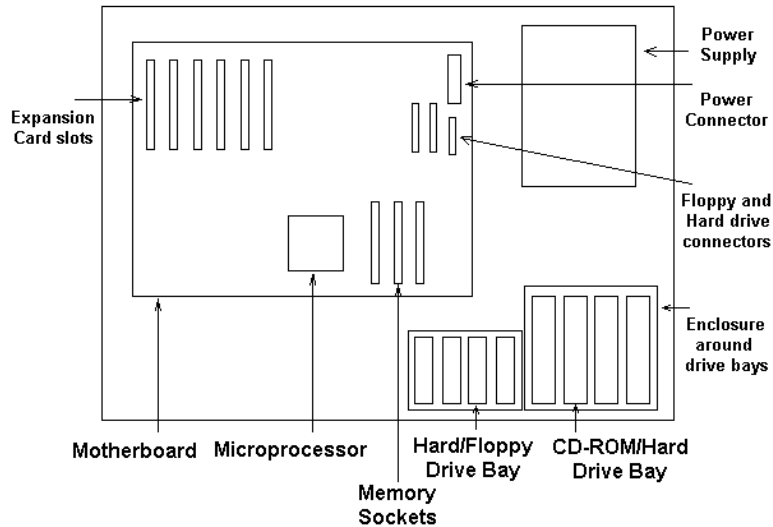 Power
Supply
Expansion
Card slots
Power
Connector
Floppy and
Hard drive
connectors
Enclosure
around
drive bays
Motherboard
Microprocessor
Hard/Floppy
Drive Bay
CD-ROM/Hard
Drive Bay
Memory
Sockets